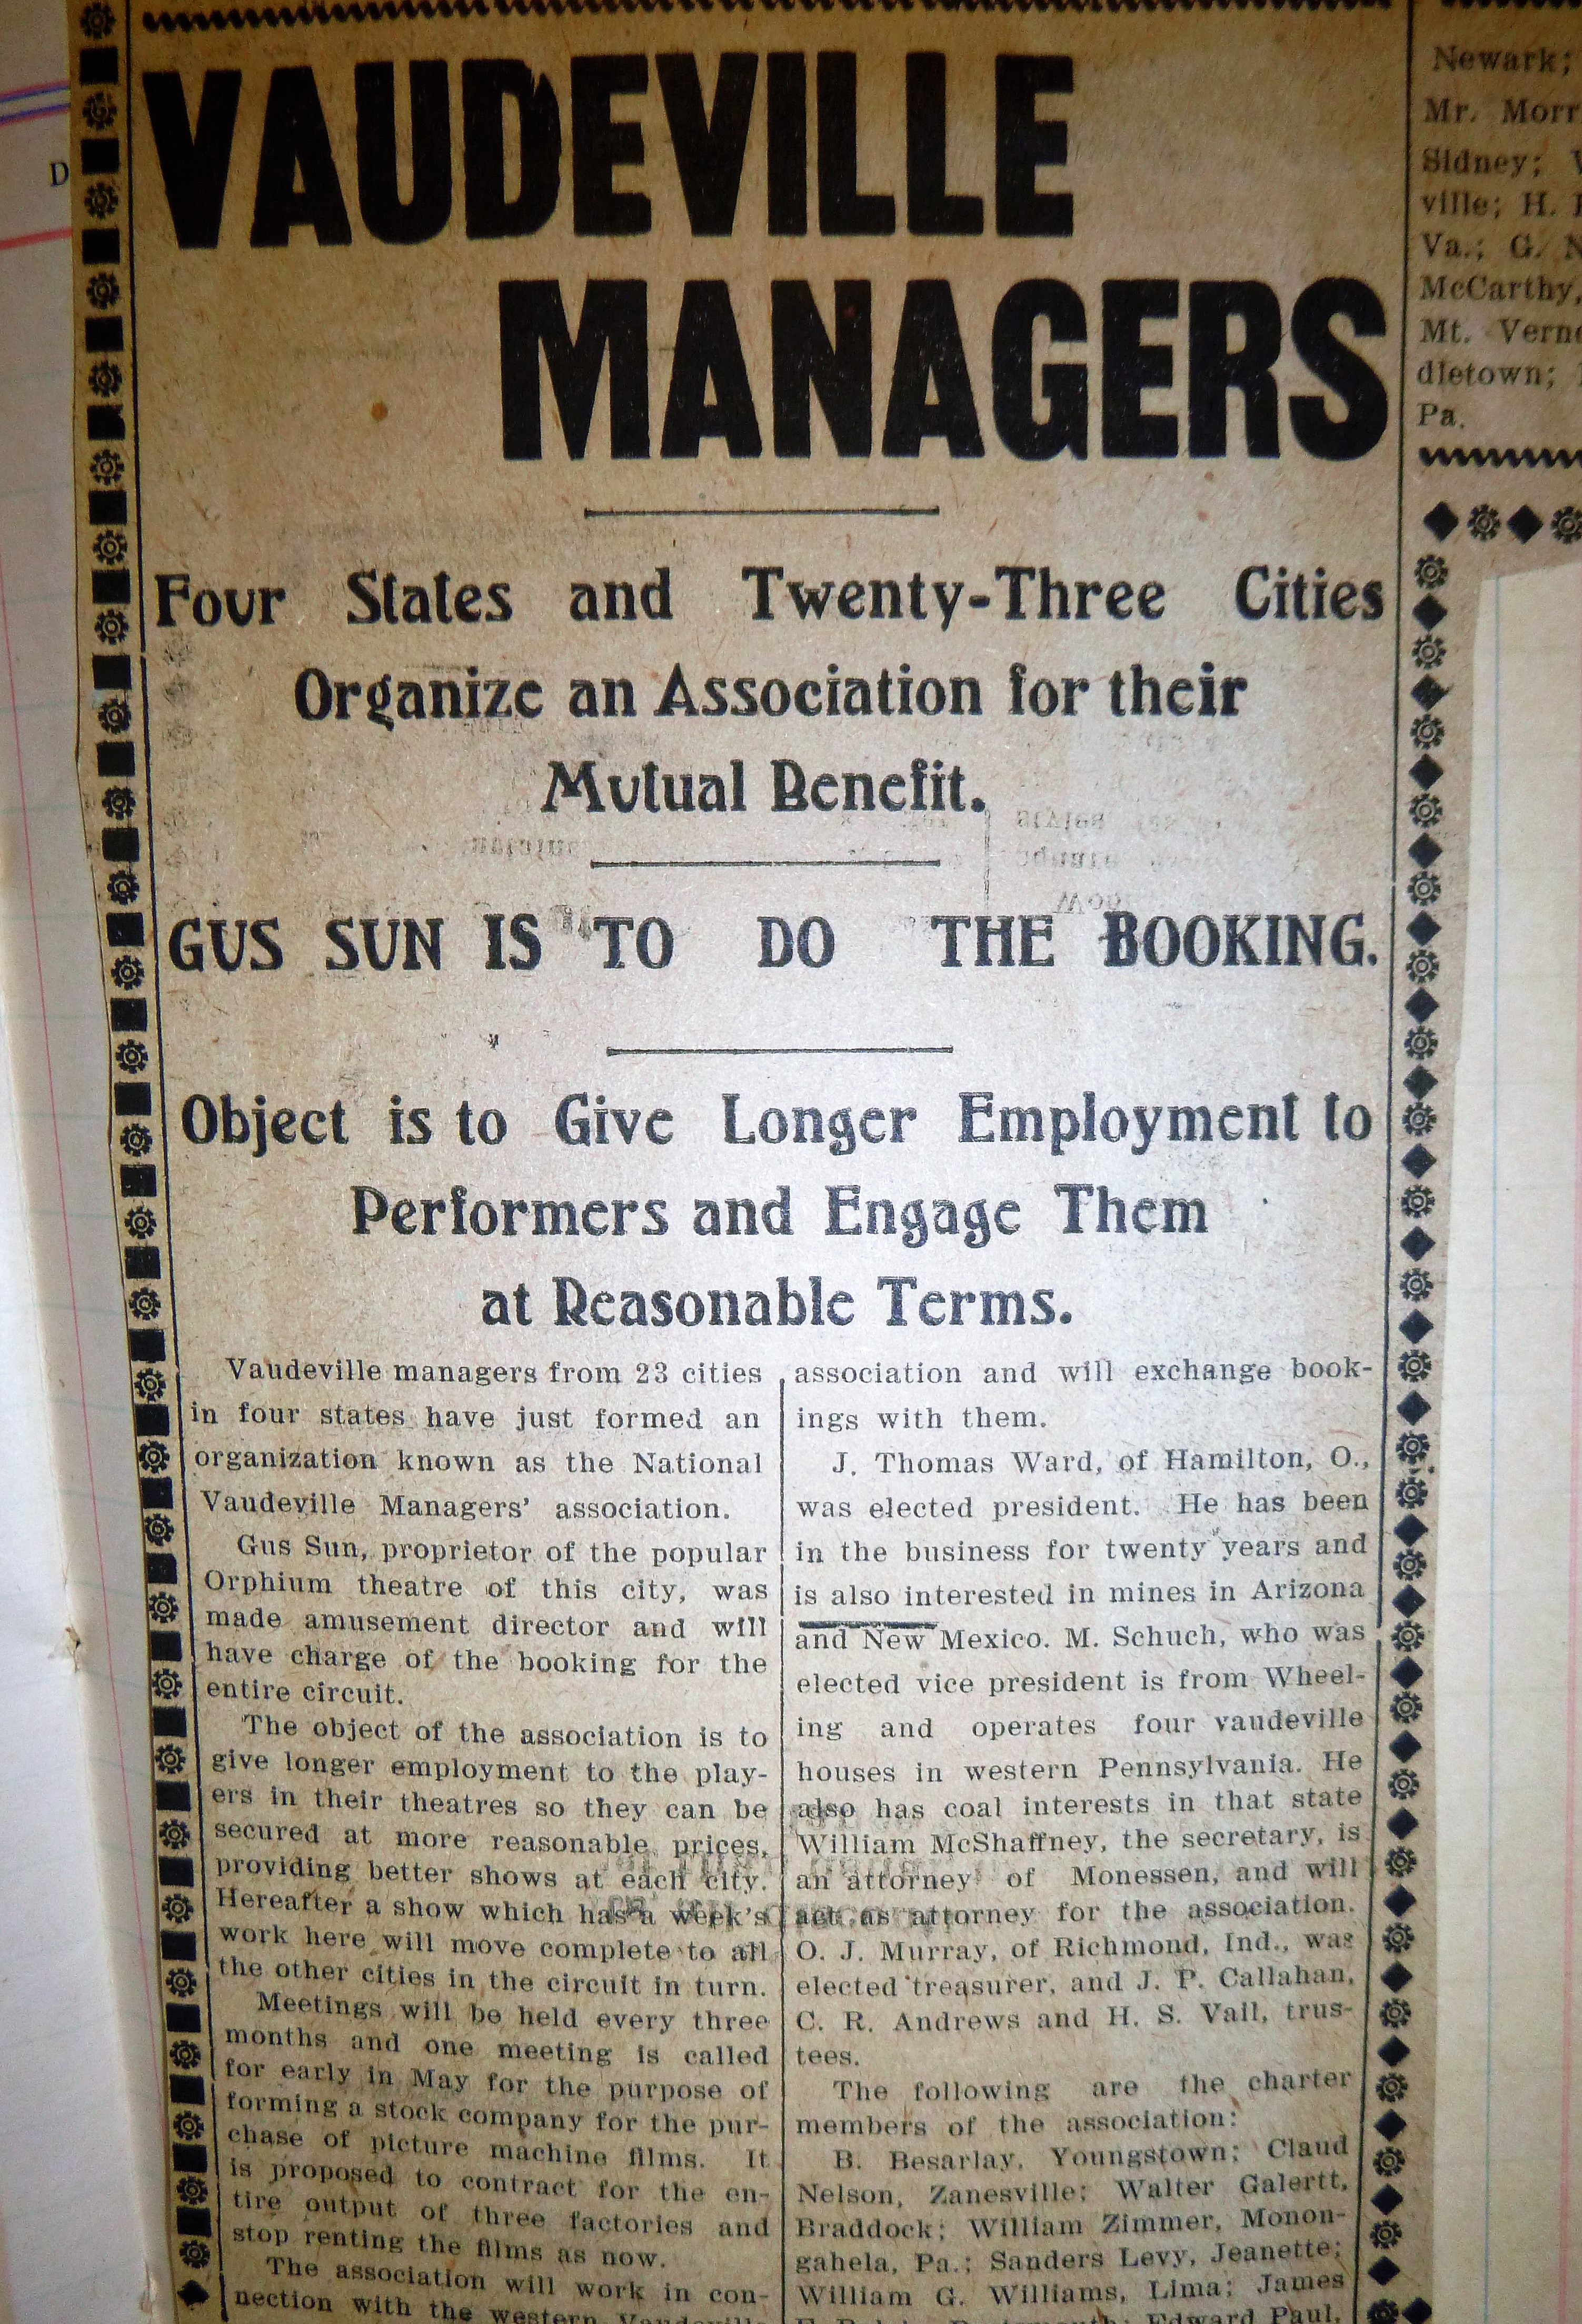 VAUDEVILLE
MANAGERS
Four States and Twenty-Three Cities
Organize an Association for their
Mutual Benefit.
GUS SUN IS TO DO THE BOOKING.
Object is to Give Longer Employment to
Performers and Engage Them
at Reasonable Terms.
Vaudeville managers from 23 cities
in four states have just formed an
organization known as the National
Vaudeville Managers' association.
Gus Sun, proprietor of the popular
Orphium theatre of this city, was
made amusement director and will
have charge of the booking for the
entire circuit.
The object of the association is to
give longer employment to the play-
ers in their theatres so they can be
secured at more reasonable prices,
providing better shows at each city.
Hereafter a show which has a week's
work here will move complete to all
the other cities in the circuit in turn.
Meetings will be held every three
months and one meeting is called
for early in May for the purpose of
forming a stock company for the pur-
chase of picture machine films. It
is proposed to contract for the en-
tire output of three factories and
stop renting the films as now.
The association will work in con-
nection with the western Vaudeville
association and will exchange book-
ings with them.
J. Thomas Ward, of Hamilton, O.,
was elected president. He has been
in the business for twenty years and
is also interested in mines in Arizona
and New Mexico. M. Schuch, who was
elected vice president is from Wheel-
ing and operates four vaudeville
houses in western Pennsylvania. He
also has coal interests in that state
William McShaffney, the secretary, is
an attorney of Monessen, and will
act as attorney for the association.
O. J. Murray, of Richmond, Ind., was
elected treasurer, and J. P. Callahan,
C. R. Andrews and H. S. Vail, trus-
tees.
The following are the charter
members of the association:
B. Besarlay, Youngstown; Claud
Nelson, Zanesville; Walter Galertt,
Braddock; William Zimmer, Monon-
gahela, Pa.; Sanders Levy, Jeanette;
William G. Williams, Lima; James
Edward Paul,
Newark;
Mr. Morr
Sidney;
ville; H.
Va.; G. N
McCarthy,
Mt. Vern
dletown;
Pa.
D